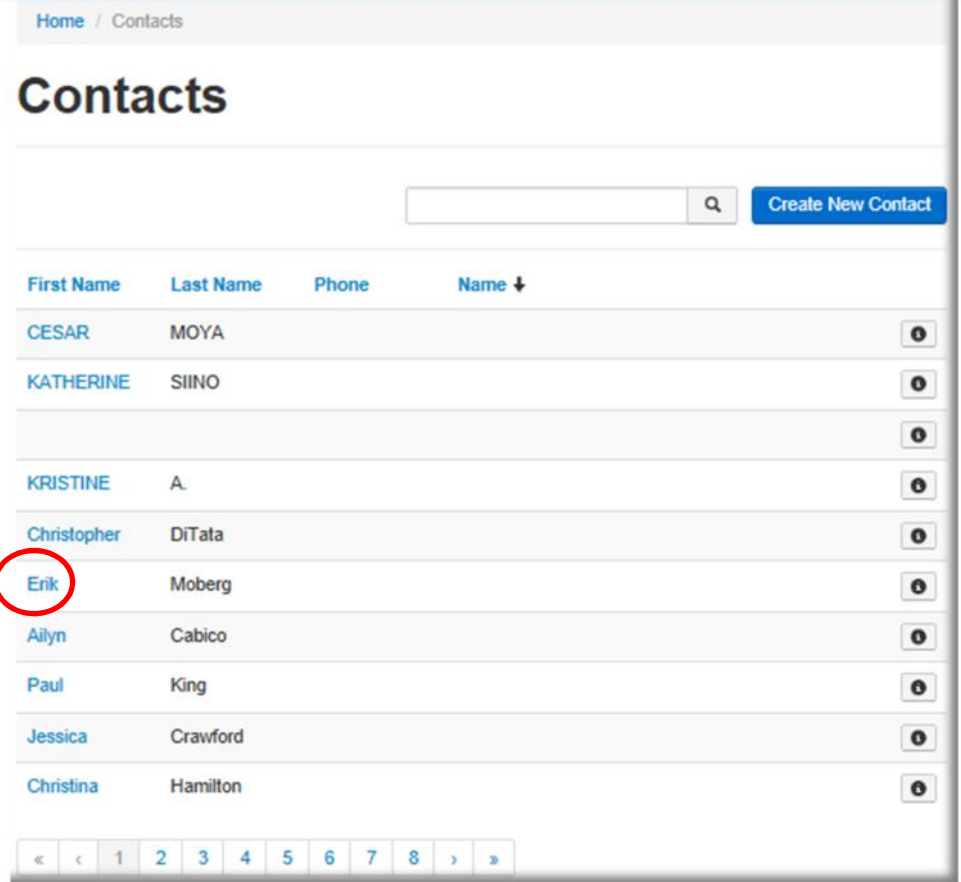 Home / Contacts
Contacts
Create New Contact
First Name Last Name Phone Name
CESAR MOYA
KATHERINE SIINO
KRISTINE A.
Christopher DiTata
Erik Moberg
Ailyn Cabico
Paul King
Jessica Crawford
Christina Hamilton
« ‹ 1 2 3 4 5 6 7 8 › »